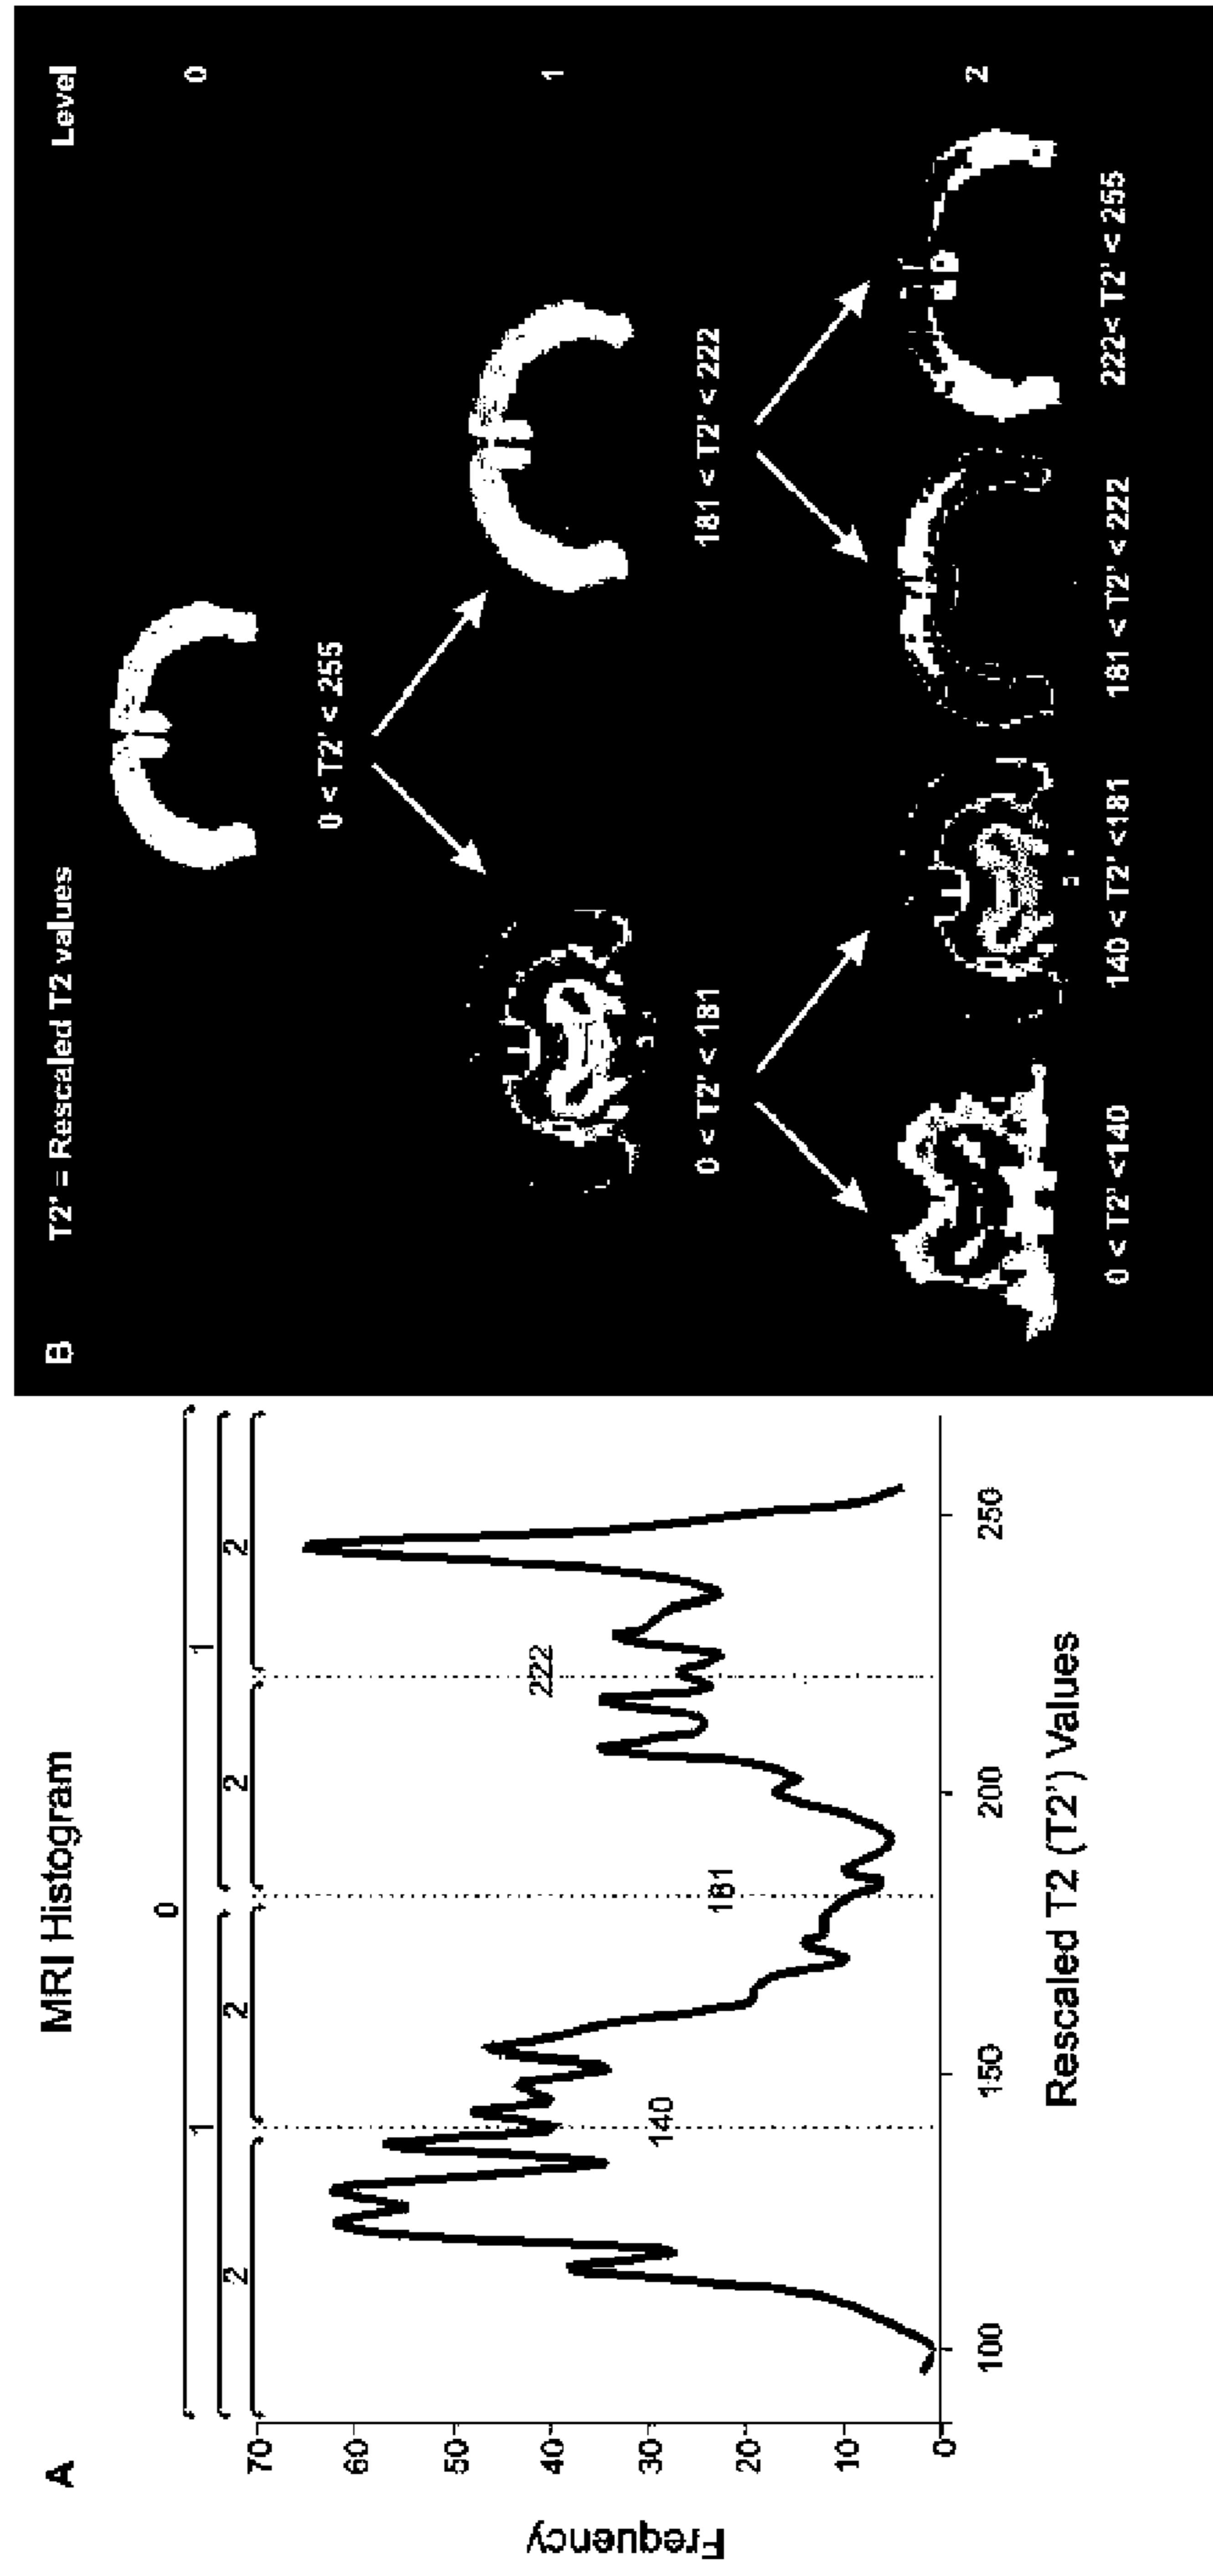 A
MRI Histogram
0
1 1
2 2 2 2
70
60
50
40
30
20
10
0
Frequency
140
181
222
100 150 200 250
Rescaled T2 (T2') Values
B T2' = Rescaled T2 values Level
0
0 < T2' < 255
1
0 < T2' < 181 181 < T2' < 222
2
0 < T2' <140 140 < T2' <181 181 < T2' < 222 222< T2' < 255